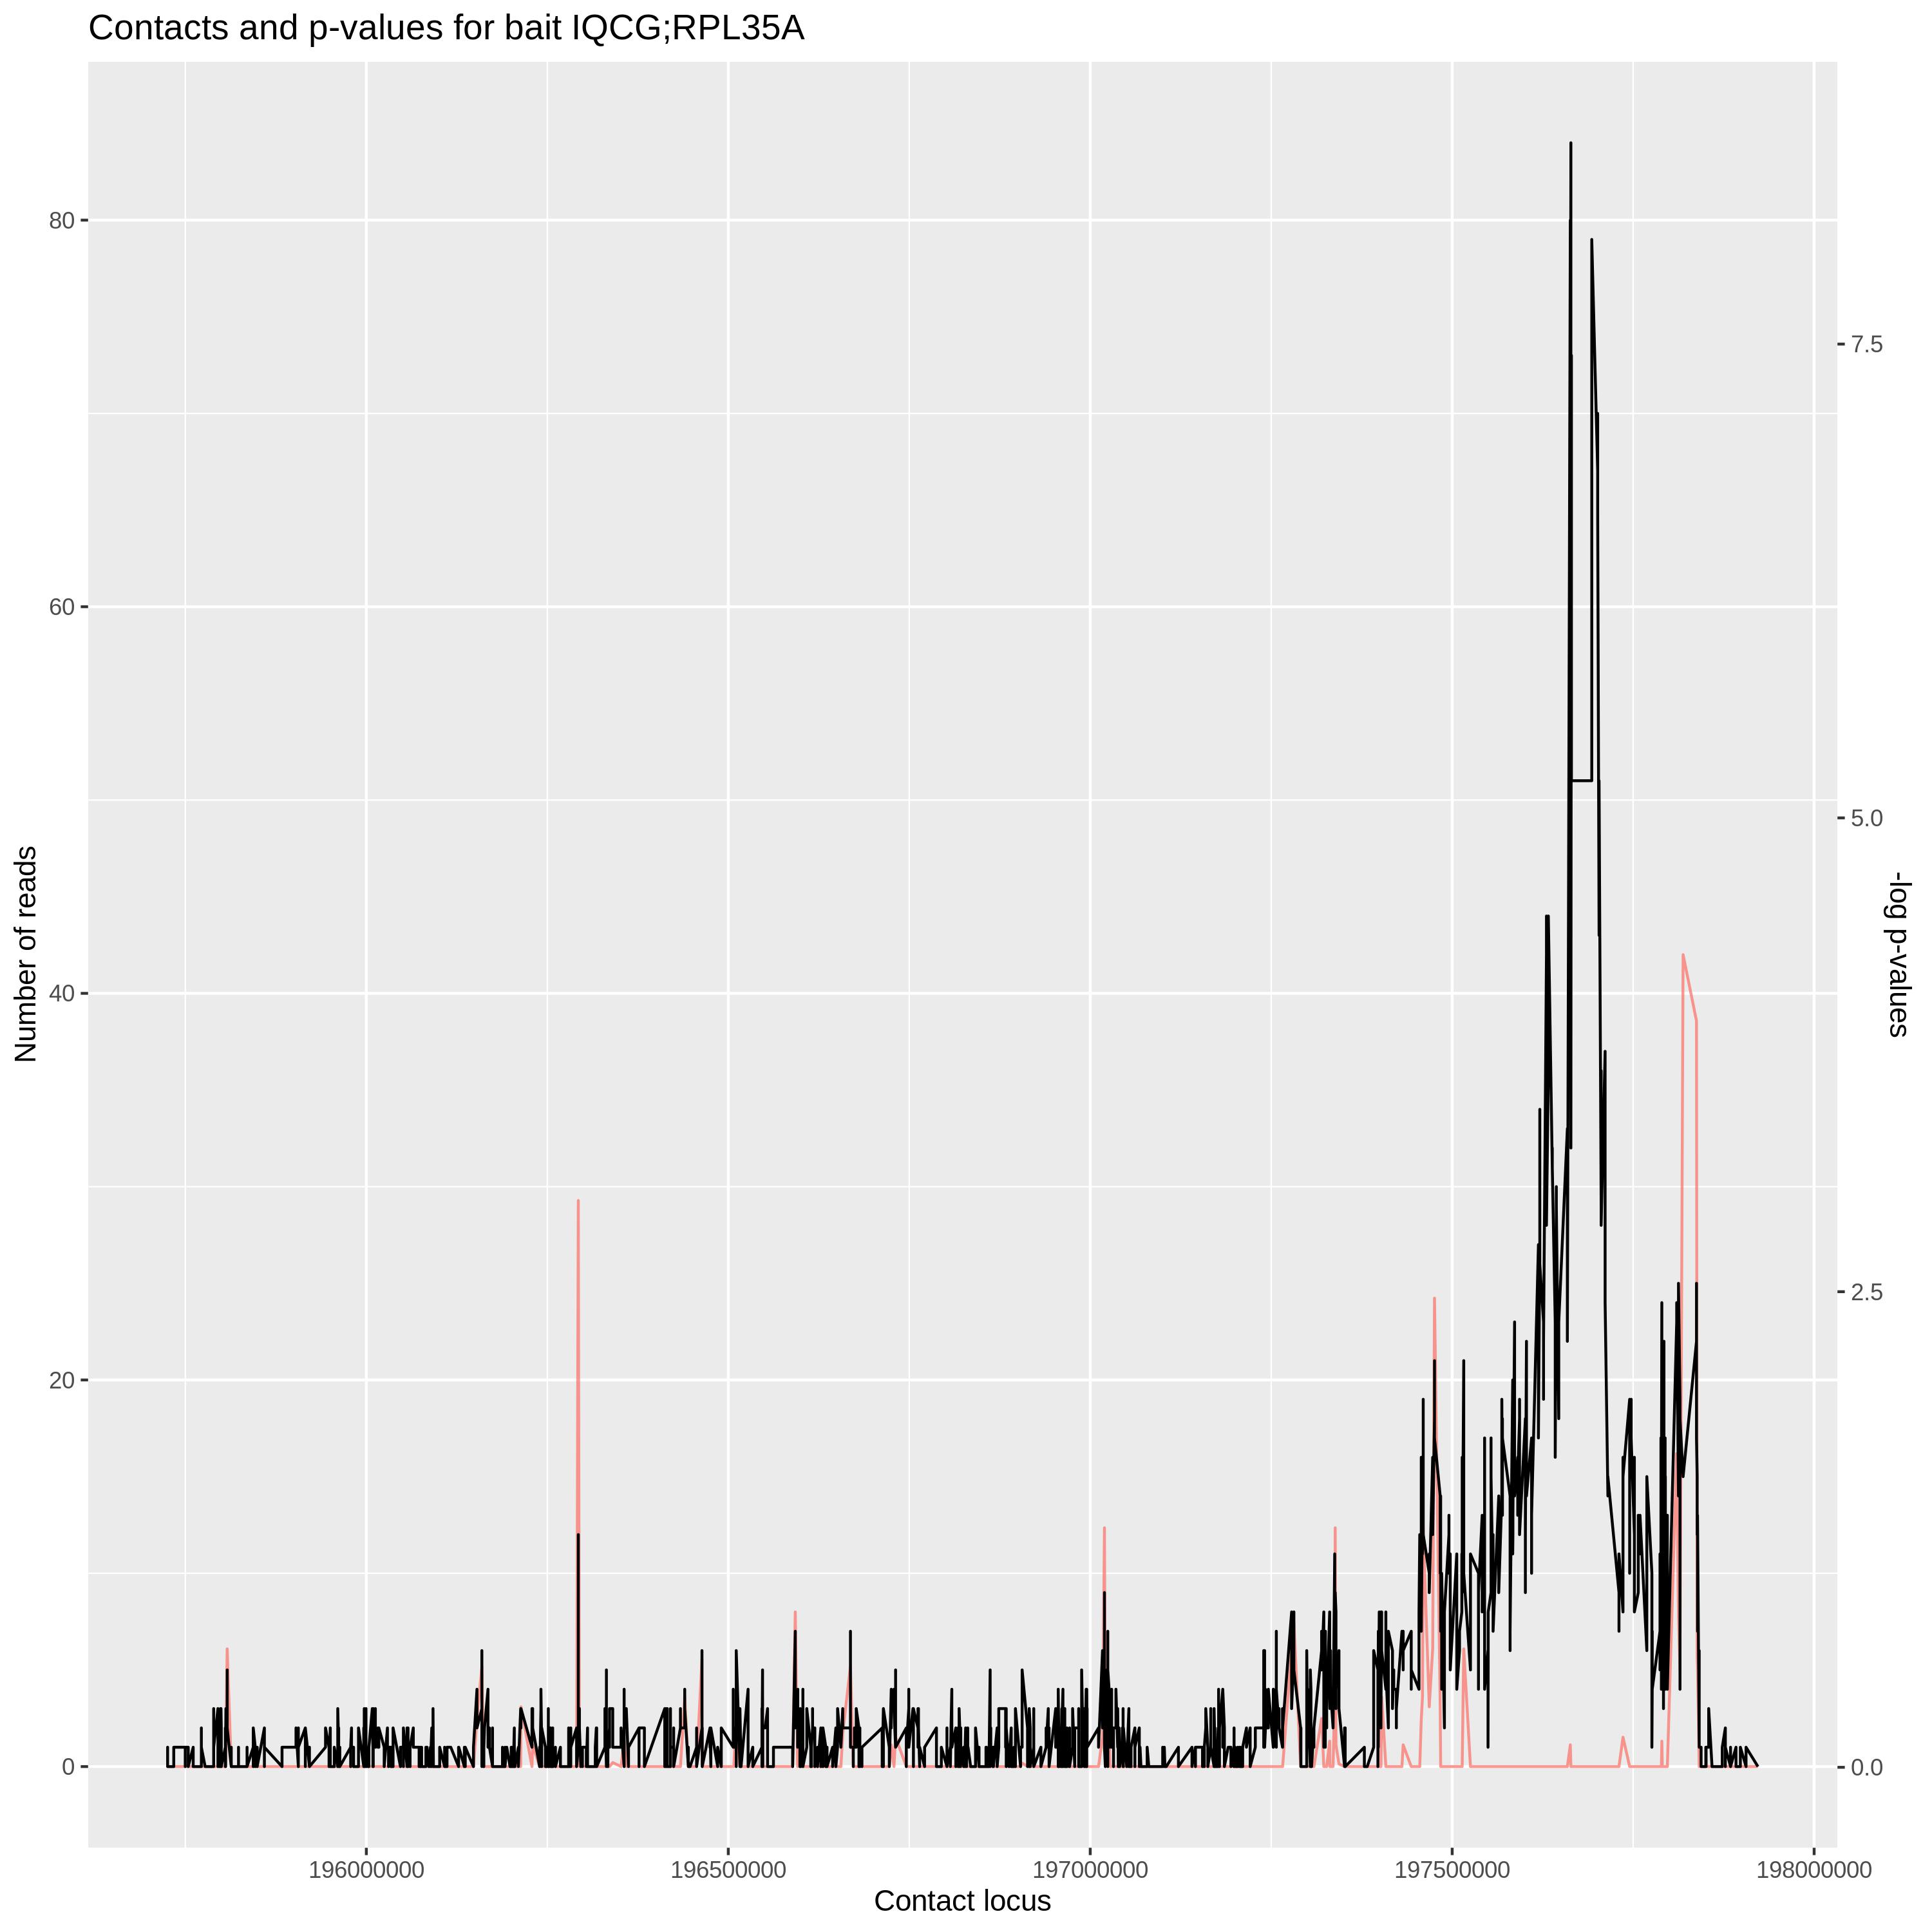 Contacts and p-values for bait IQCG;RPL35A
80
60
40
20
0
Number of reads
7.5
5.0
2.5
0.0
-log p-values
196000000 196500000 197000000 197500000 198000000
Contact locus